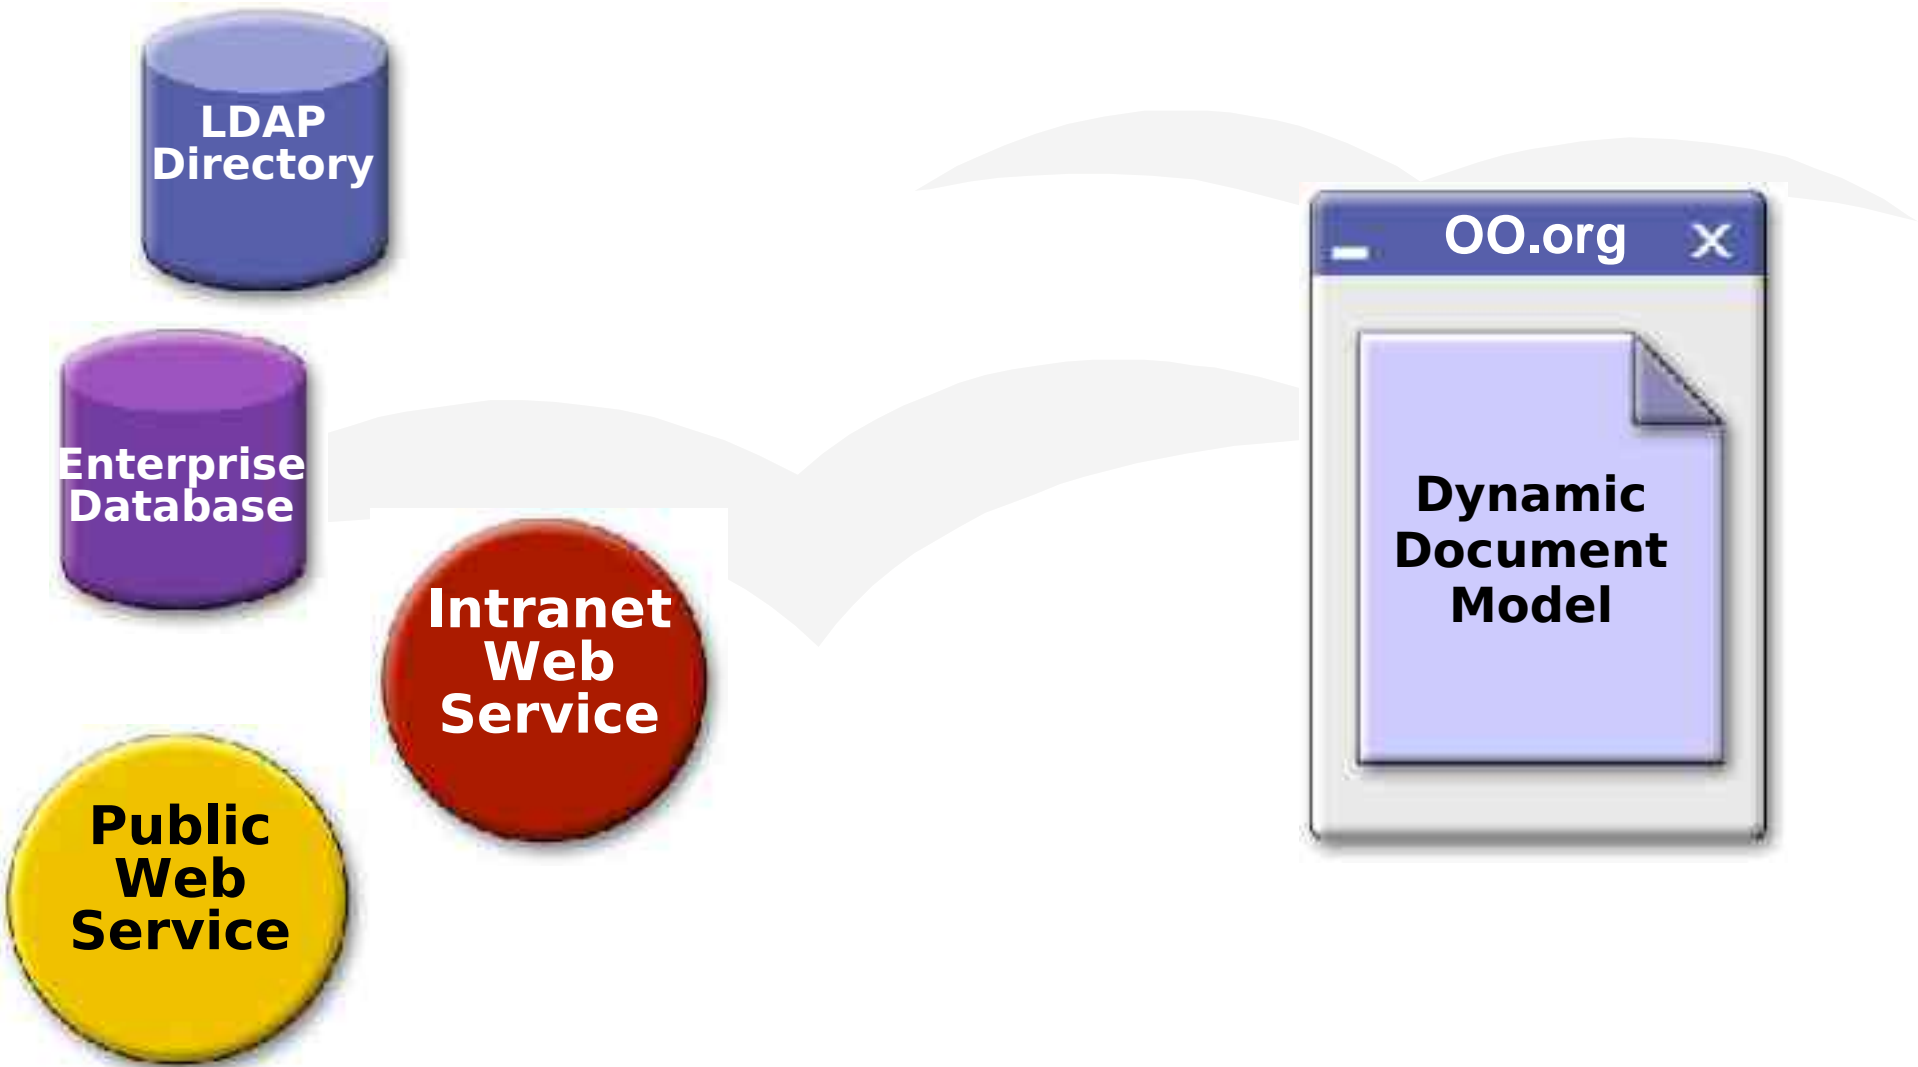 LDAP
Directory
Enterprise
Database
Intranet
Web
Service
Public
Web
Service
OO.org
Dynamic
Document
Model